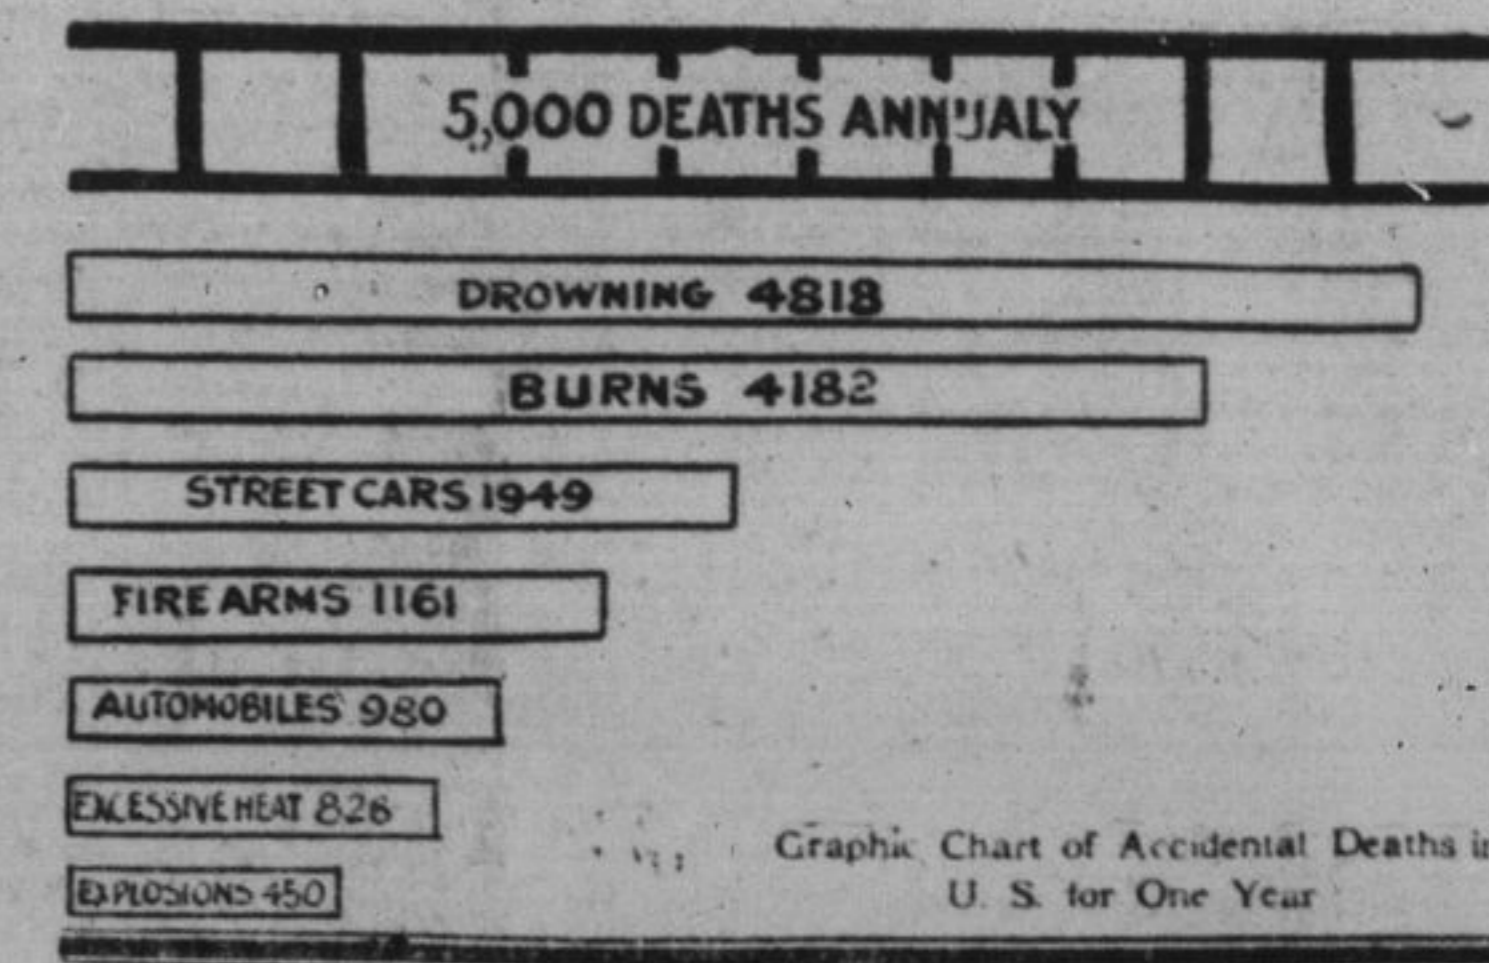 5,000 DEATHS ANNUALY
DROWNING 4818
BURNS 4182
STREET CARS 1949
FIRE ARMS 1161
AUTOMOBILES 980
EXCESSIVE HEAT 826
EXPLOSIONS 450
Graphic Chart of Accidental Deaths in
U. S. for One Year